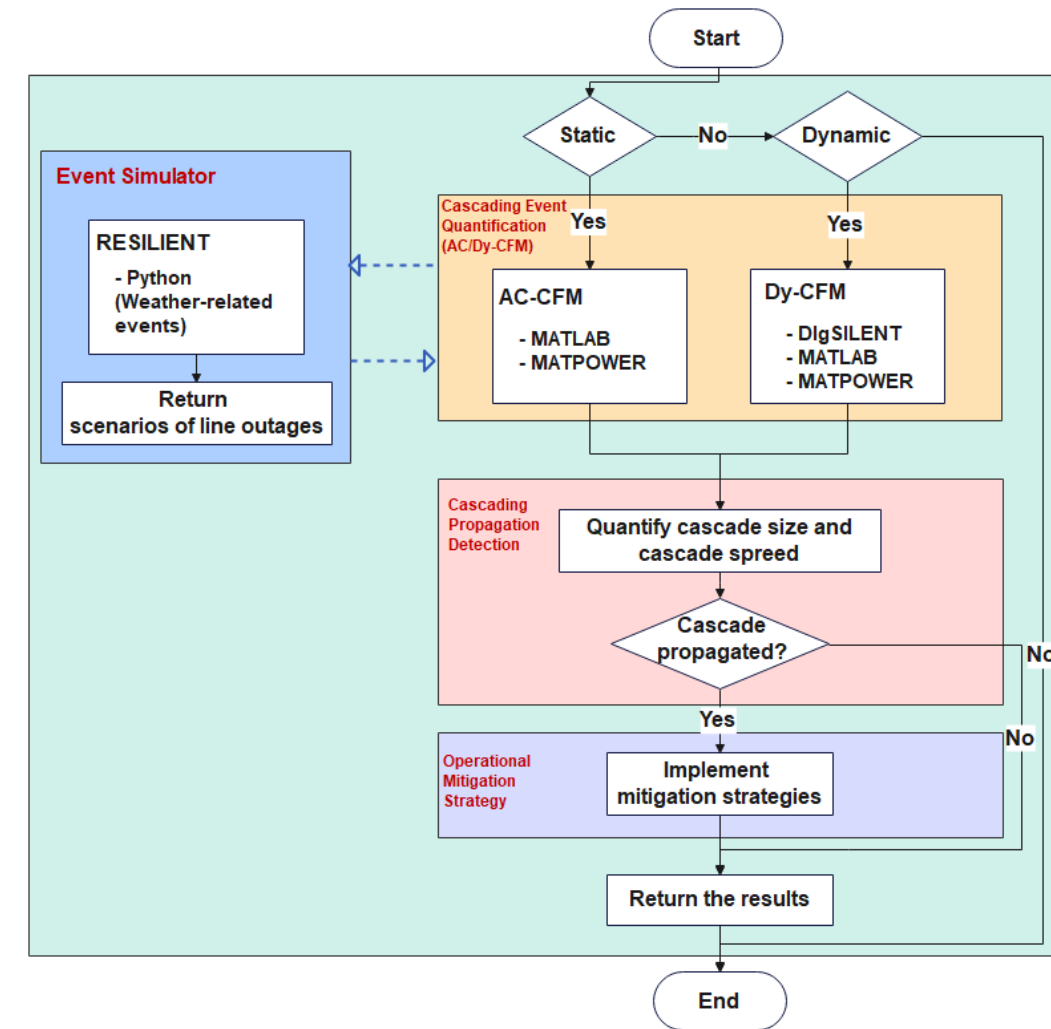 Start
Static
No
Dynamic
Event Simulator
RESILIENT
- Python
(Weather-related
events)
Return
scenarios of line outages
Cascading Event
Quantification
(AC/Dy-CFM)
Yes
Yes
AC-CFM
- MATLAB
- MATPOWER
Dy-CFM
- DIgSILENT
- MATLAB
- MATPOWER
Cascading
Propagation
Detection
Quantify cascade size and
cascade spreed
Cascade
propagated?
No
Yes
No
Operational
Mitigation
Strategy
Implement
mitigation strategies
Return the results
End